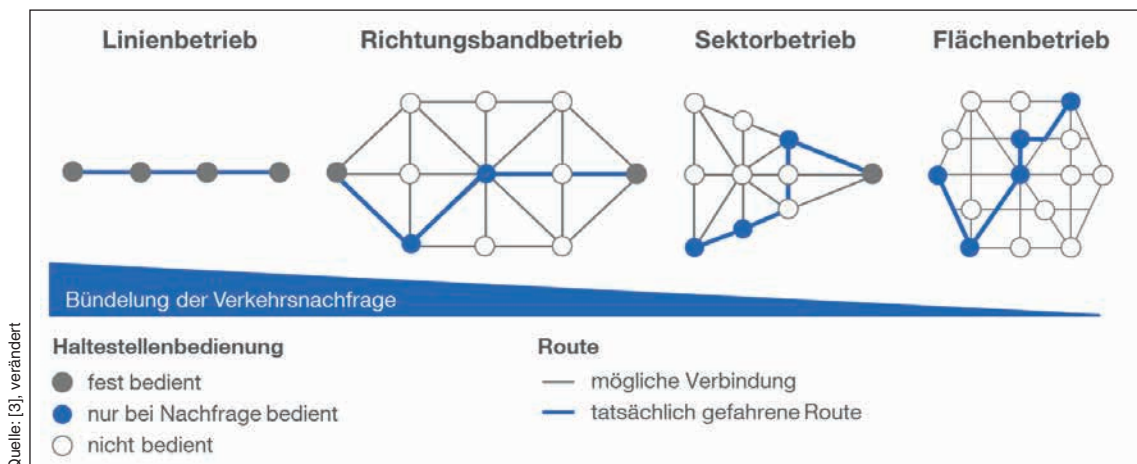 Linienbetrieb
Richtungsbandbetrieb
Sektorbetrieb
Flächenbetrieb
Bündelung der Verkehrsnachfrage
Haltestellenbedienung
fest bedient
nur bei Nachfrage bedient
nicht bedient
Route
mögliche Verbindung
tatsächlich gefahrene Route
Quelle: [3], verändert